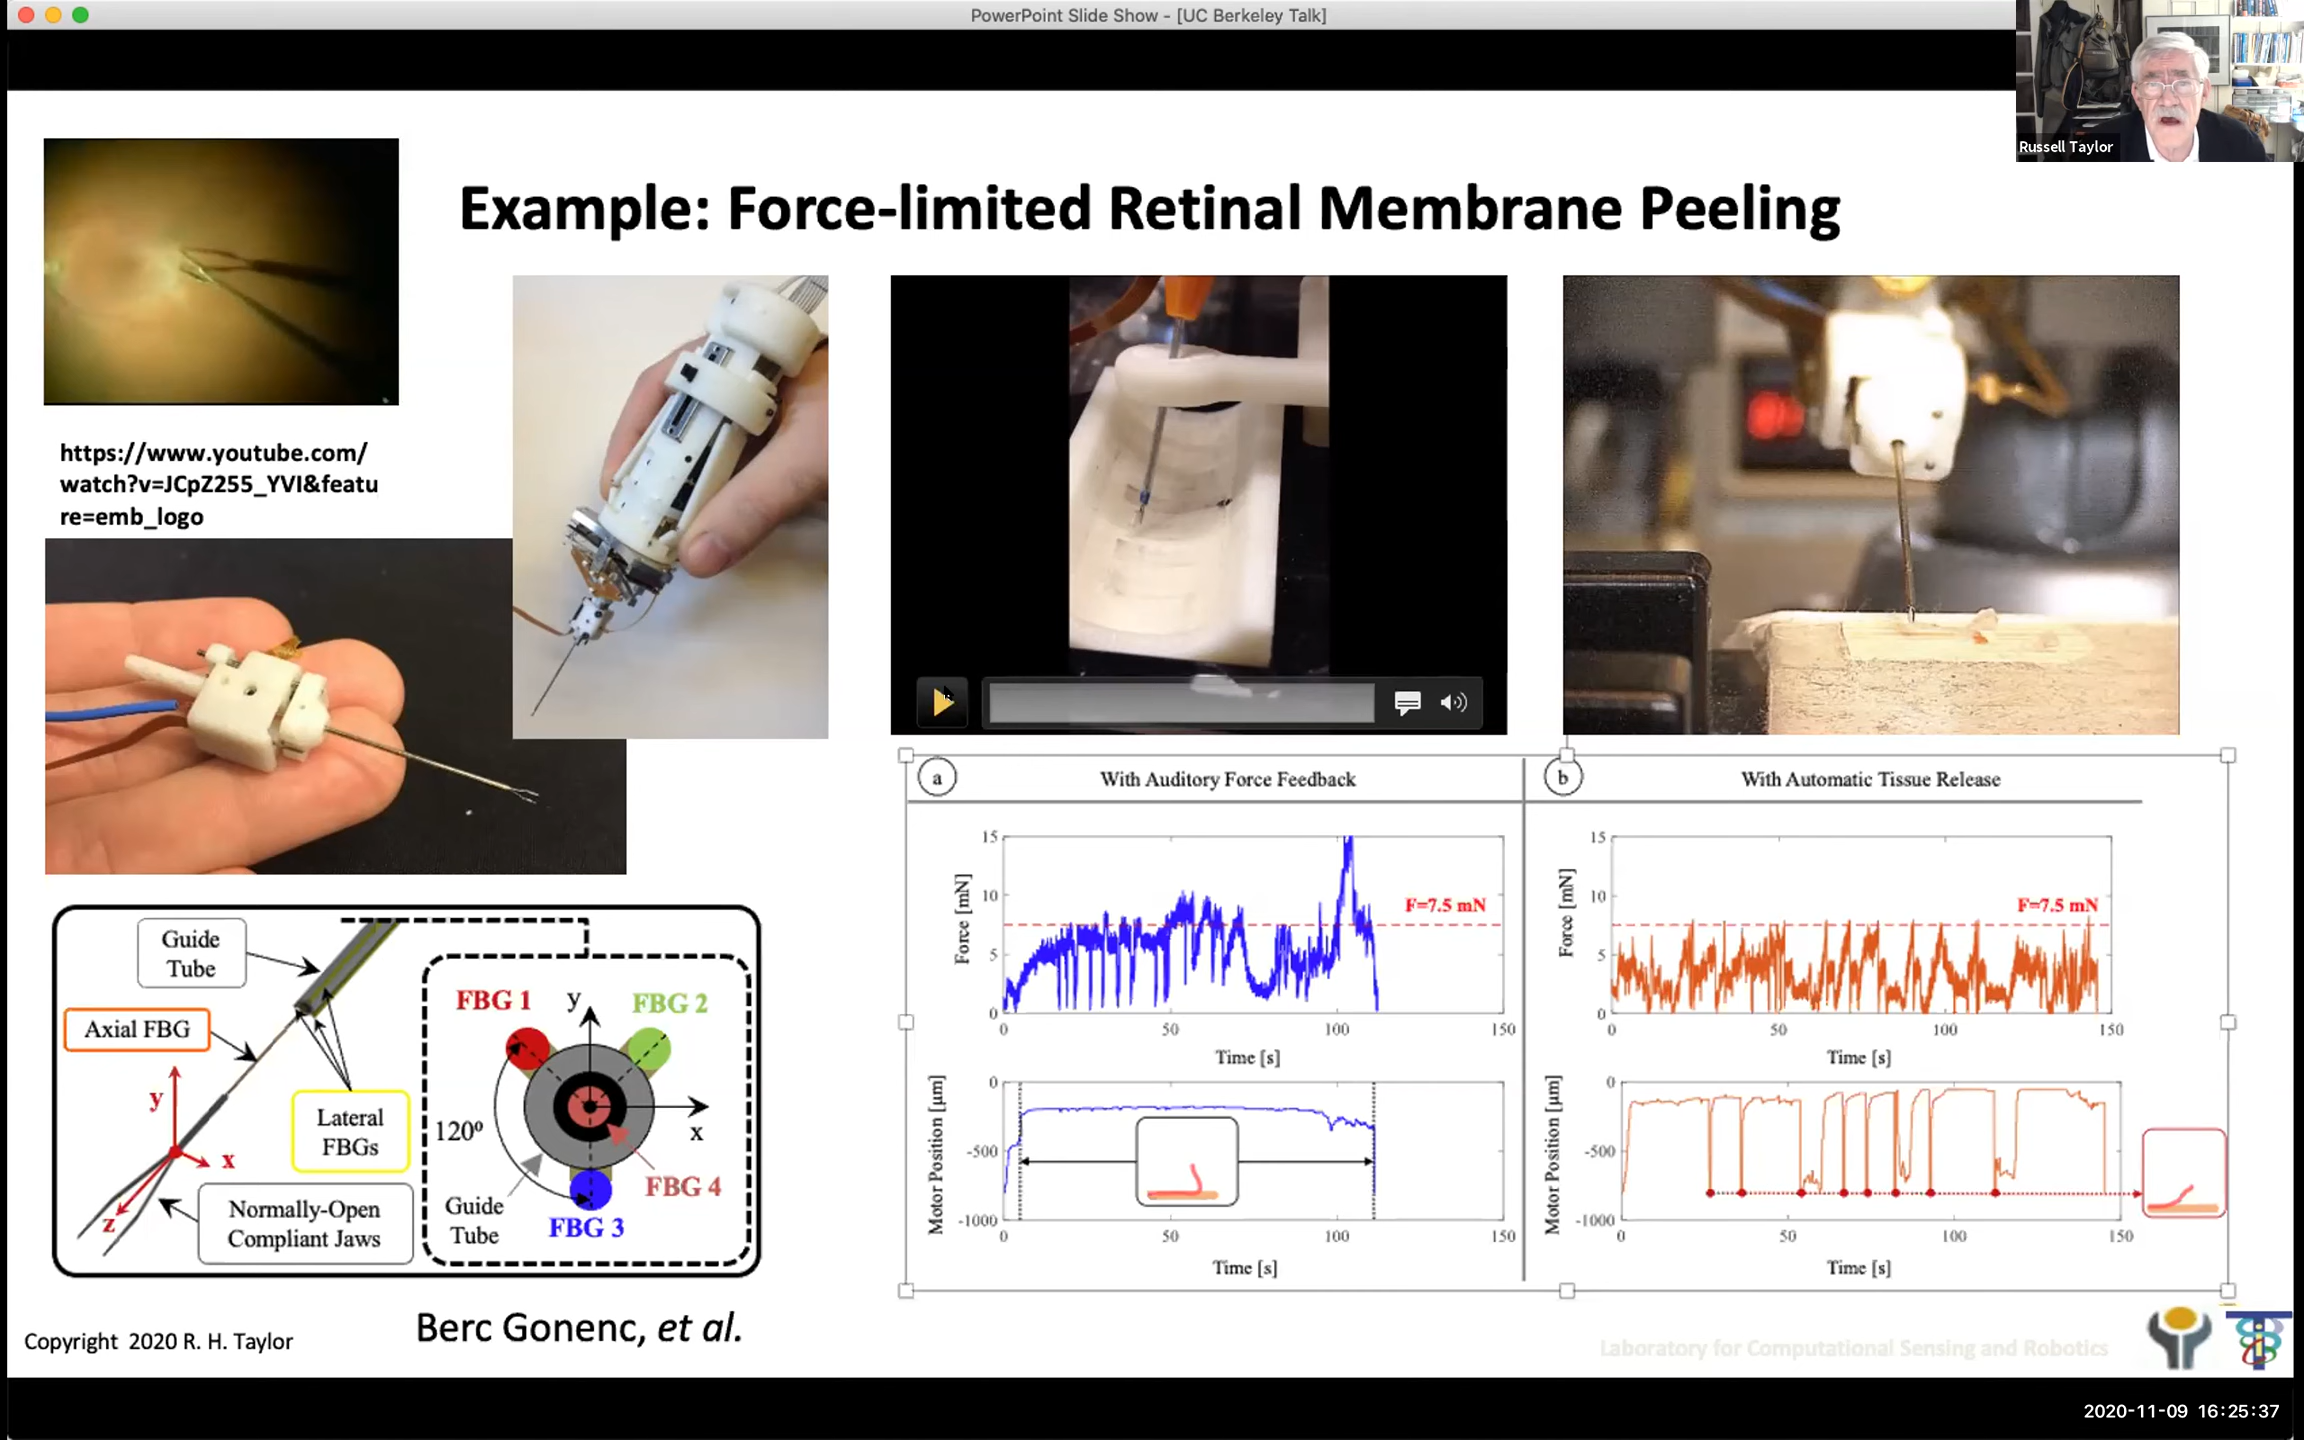 PowerPoint Slide Show - [UC Berkeley Talk]
Russell Taylor
Example: Force-limited Retinal Membrane Peeling
https://www.youtube.com/
watch?v=JCpZ255_YVI&featu
re=emb_logo
Guide
Tube
Axial FBG
Lateral
FBGs
Normally-Open
Compliant Jaws
y
x
z
FBG 1
y
FBG 2
120º
x
Guide
Tube
FBG 4
FBG 3
a
With Auditory Force Feedback
Force [mN]
15
10
5
0
F=7.5 mN
0
50
100
150
Time [s]
Motor Position [µm]
0
-500
-1000
0
50
100
150
Time [s]
b
With Automatic Tissue Release
Force [mN]
15
10
5
0
F=7.5 mN
0
50
100
150
Time [s]
Motor Position [µm]
0
-500
-1000
0
50
100
150
Time [s]
Berc Gonenc, et al.
Copyright 2020 R. H. Taylor
Laboratory for Computational Sensing and Robotics
2020-11-09 16:25:37